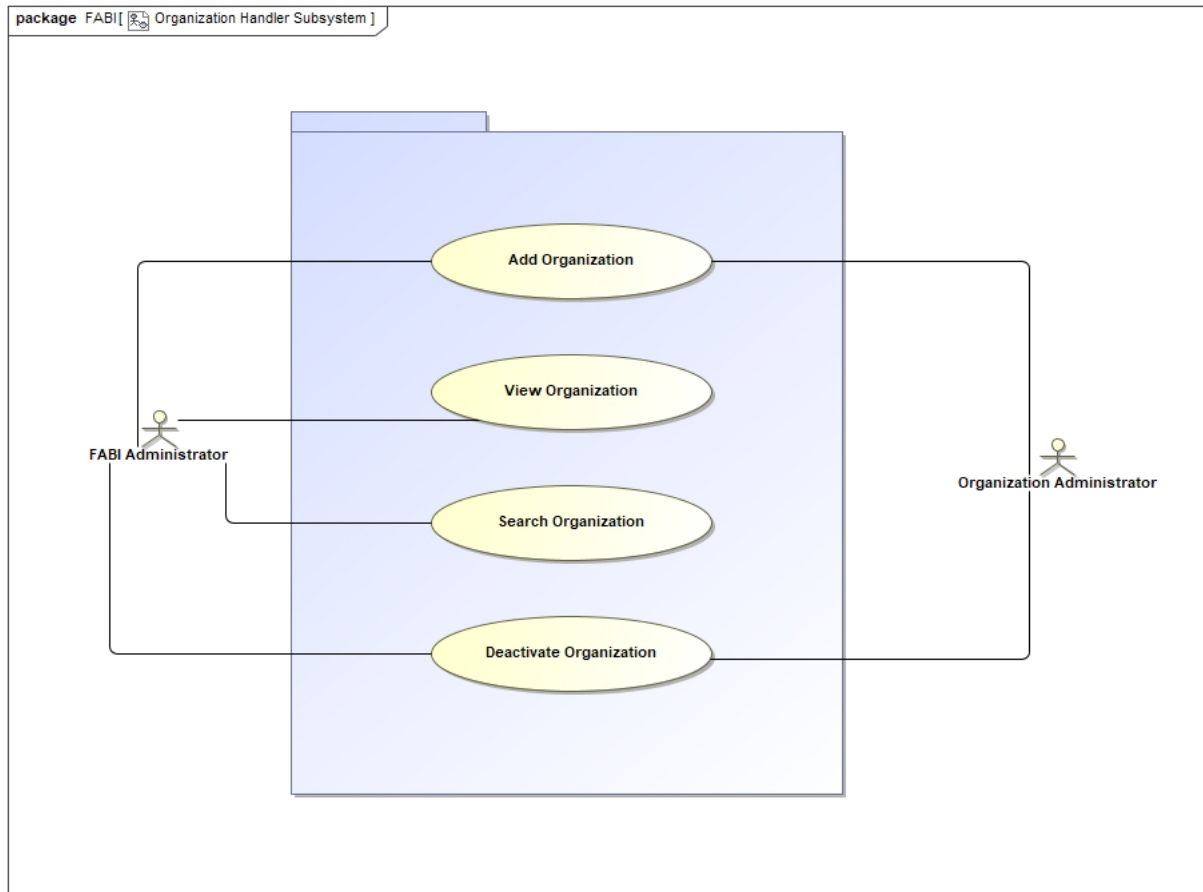 package FABI[ Organization Handler Subsystem ]
Add Organization
View Organization
FABI Administrator
Organization Administrator
Search Organization
Deactivate Organization